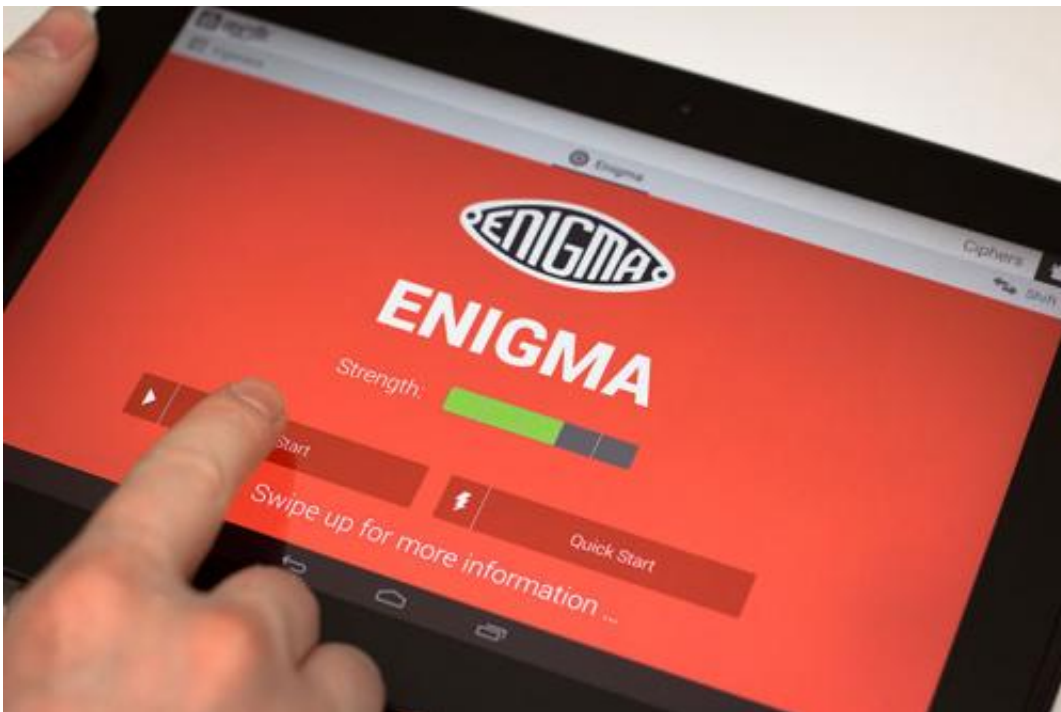 Enigma
Ciphers
Shift
ENIGMA
ENIGMA
Strength:
Start
Quick Start
Swipe up for more information ...